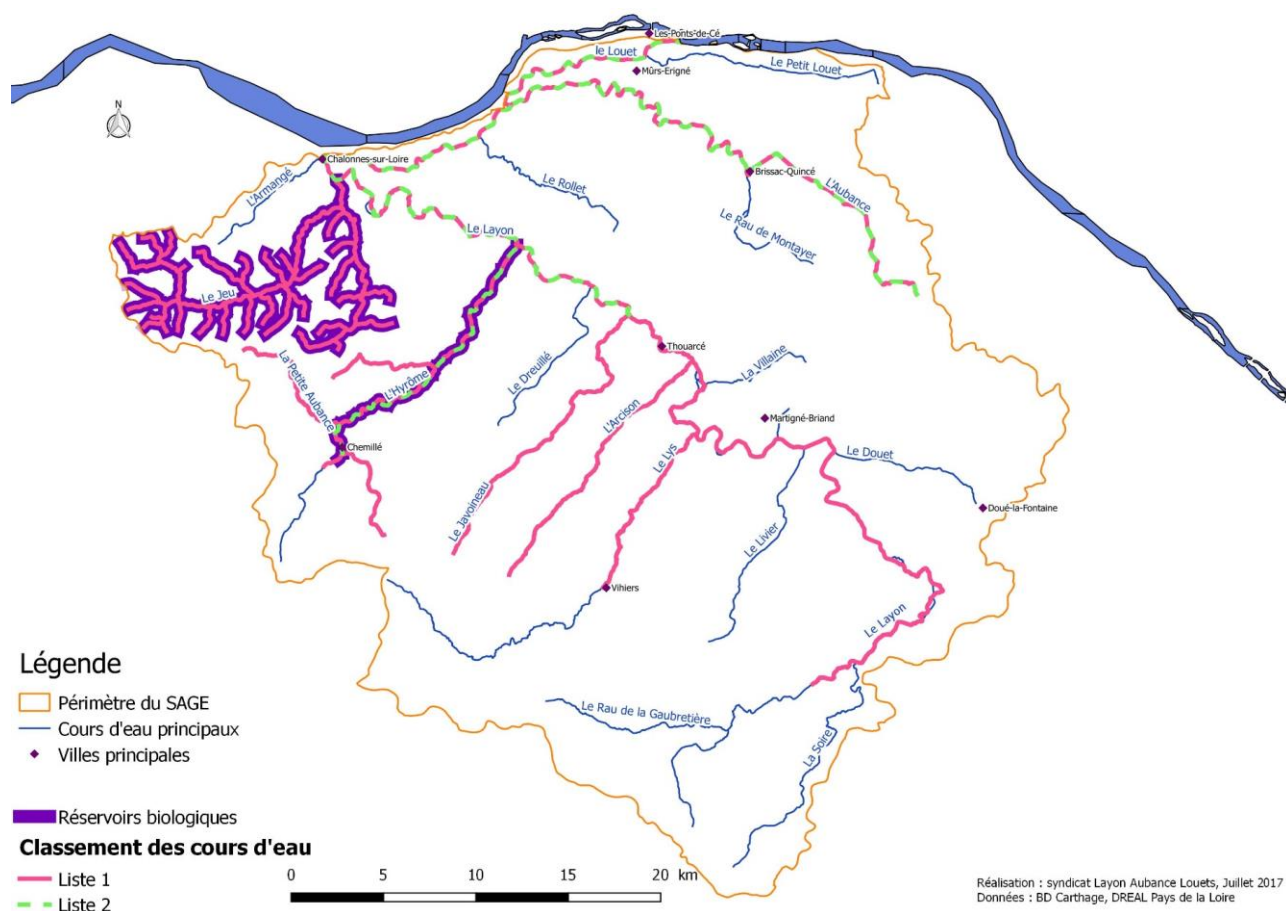 Les-Ponts-de-Cé
le Louet
Le Petit Louet
Mûrs-Erigné
N
Chalonnes-sur-Loire
L'Armangé
Le Rollet
Brissac-Quincé
L'Aubance
Le Rau de Montayer
Le Layon
Le Jeu
La Petite Aubance
L'Hyrôme
Le Dreuillé
Thouarcé
La Villaine
L'Arcison
Martigné-Briand
Chemillé
Le Lys
Le Douet
Le Javoineau
Le Livier
Doué-la-Fontaine
Vihiers
Le Layon
Le Rau de la Gaubretière
La Soire
Légende
Périmètre du SAGE
Cours d'eau principaux
Villes principales
Réservoirs biologiques
Classement des cours d'eau
Liste 1
Liste 2
0 5 10 15 20 km
Réalisation : syndicat Layon Aubance Louets, Juillet 2017
Données : BD Carthage, DREAL Pays de la Loire